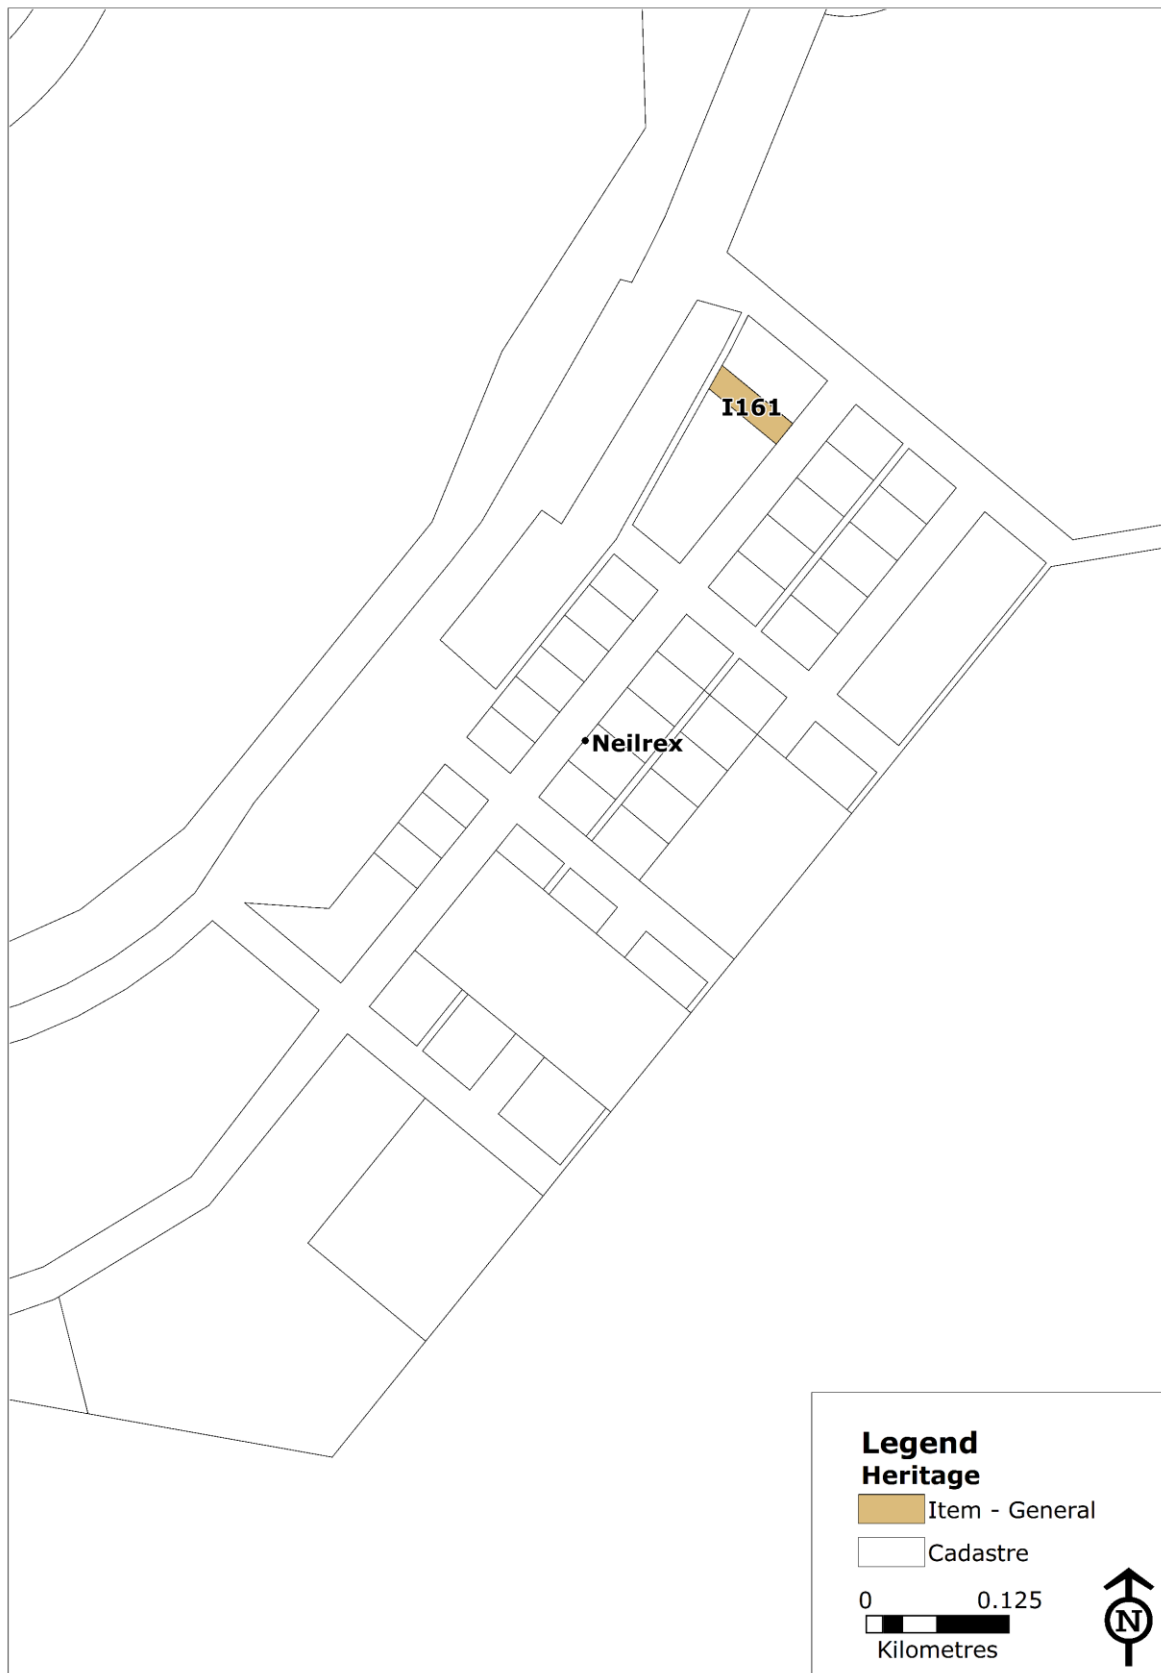 I161
Neilrex
Legend
Heritage
Item - General
Cadastre
0 0.125
Kilometres
N